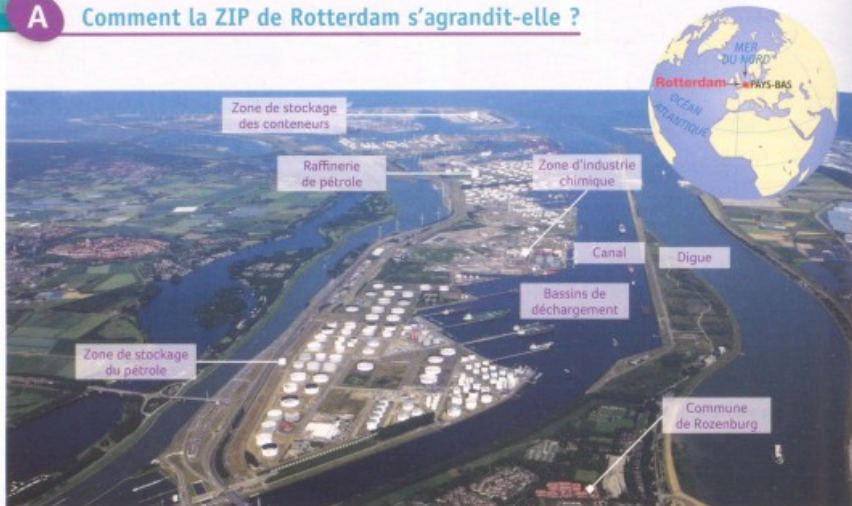 A Comment la ZIP de Rotterdam s'agrandit-elle ?
MER
DU NORD
Rotterdam
PAYS-BAS
OCÉAN
ATLANTIQUE
Zone de stockage
des conteneurs
Raffinerie
de pétrole
Zone d'industrie
chimique
Canal
Digue
Bassins de
déchargement
Zone de stockage
du pétrole
Commune
de Rozenburg